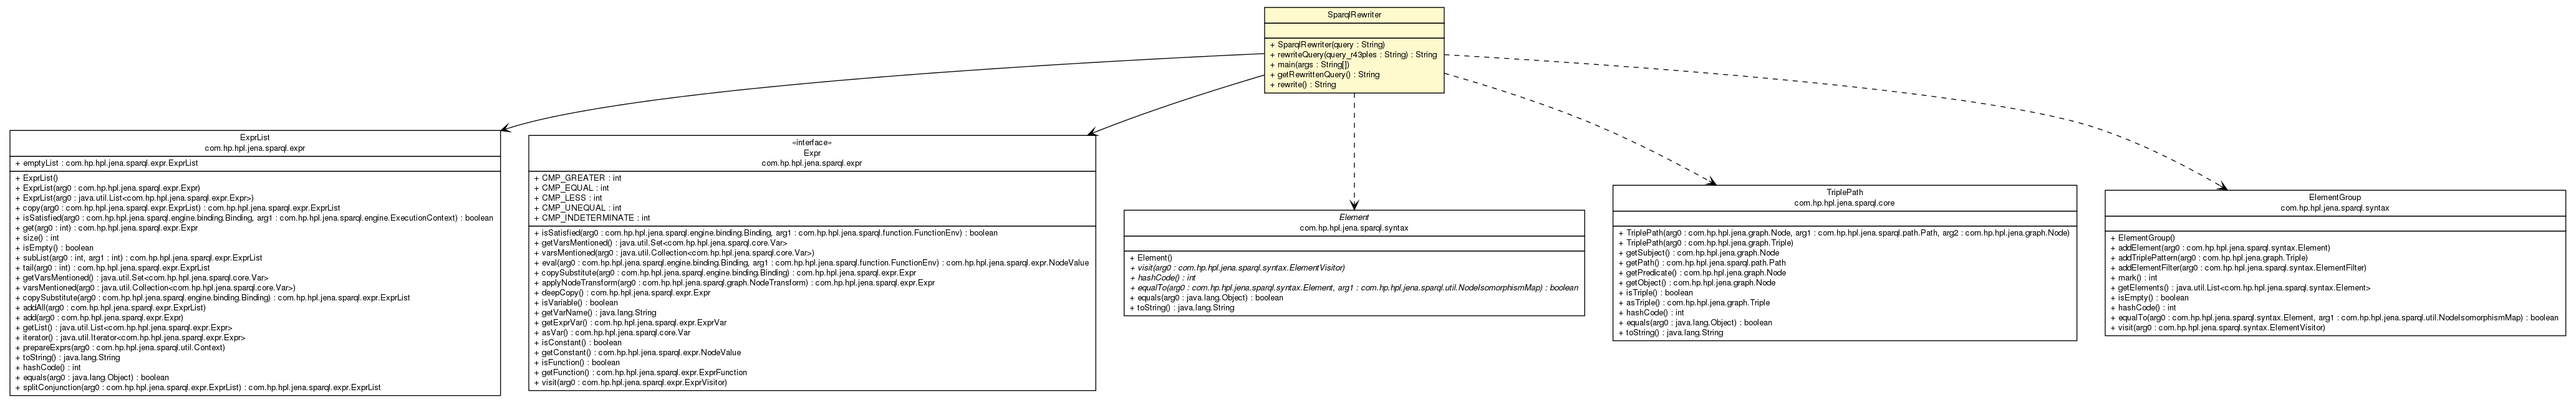 SparqlRewriter
+ SparqlRewriter(query : String)
+ rewriteQuery(query_r43ples : String) : String
+ main(args : String[])
+ getRewrittenQuery() : String
+ rewrite() : String
ExprList
com.hp.hpl.jena.sparql.expr
+ emptyList : com.hp.hpl.jena.sparql.expr.ExprList
+ ExprList()
+ ExprList(arg0 : com.hp.hpl.jena.sparql.expr.Expr)
+ ExprList(arg0 : java.util.List<com.hp.hpl.jena.sparql.expr.Expr>)
+ copy(arg0 : com.hp.hpl.jena.sparql.expr.ExprList) : com.hp.hpl.jena.sparql.expr.ExprList
+ isSatisfied(arg0 : com.hp.hpl.jena.sparql.engine.binding.Binding, arg1 : com.hp.hpl.jena.sparql.engine.ExecutionContext) : boolean
+ get(arg0 : int) : com.hp.hpl.jena.sparql.expr.Expr
+ size() : int
+ isEmpty() : boolean
+ subList(arg0 : int, arg1 : int) : com.hp.hpl.jena.sparql.expr.ExprList
+ tail(arg0 : int) : com.hp.hpl.jena.sparql.expr.ExprList
+ getVarsMentioned() : java.util.Set<com.hp.hpl.jena.sparql.core.Var>
+ varsMentioned(arg0 : java.util.Collection<com.hp.hpl.jena.sparql.core.Var>)
+ copySubstitute(arg0 : com.hp.hpl.jena.sparql.engine.binding.Binding) : com.hp.hpl.jena.sparql.expr.ExprList
+ addAll(arg0 : com.hp.hpl.jena.sparql.expr.ExprList)
+ add(arg0 : com.hp.hpl.jena.sparql.expr.Expr)
+ getList() : java.util.List<com.hp.hpl.jena.sparql.expr.Expr>
+ iterator() : java.util.Iterator<com.hp.hpl.jena.sparql.expr.Expr>
+ prepareExprs(arg0 : com.hp.hpl.jena.sparql.util.Context)
+ toString() : java.lang.String
+ hashCode() : int
+ equals(arg0 : java.lang.Object) : boolean
+ splitConjunction(arg0 : com.hp.hpl.jena.sparql.expr.ExprList) : com.hp.hpl.jena.sparql.expr.ExprList
«interface»
Expr
com.hp.hpl.jena.sparql.expr
+ CMP_GREATER : int
+ CMP_EQUAL : int
+ CMP_LESS : int
+ CMP_UNEQUAL : int
+ CMP_INDETERMINATE : int
+ isSatisfied(arg0 : com.hp.hpl.jena.sparql.engine.binding.Binding, arg1 : com.hp.hpl.jena.sparql.function.FunctionEnv) : boolean
+ getVarsMentioned() : java.util.Set<com.hp.hpl.jena.sparql.core.Var>
+ varsMentioned(arg0 : java.util.Collection<com.hp.hpl.jena.sparql.core.Var>)
+ eval(arg0 : com.hp.hpl.jena.sparql.engine.binding.Binding, arg1 : com.hp.hpl.jena.sparql.function.FunctionEnv) : com.hp.hpl.jena.sparql.expr.NodeValue
+ copySubstitute(arg0 : com.hp.hpl.jena.sparql.engine.binding.Binding) : com.hp.hpl.jena.sparql.expr.Expr
+ applyNodeTransform(arg0 : com.hp.hpl.jena.sparql.graph.NodeTransform) : com.hp.hpl.jena.sparql.expr.Expr
+ deepCopy() : com.hp.hpl.jena.sparql.expr.Expr
+ isVariable() : boolean
+ getVarName() : java.lang.String
+ getExprVar() : com.hp.hpl.jena.sparql.expr.ExprVar
+ asVar() : com.hp.hpl.jena.sparql.core.Var
+ isConstant() : boolean
+ getConstant() : com.hp.hpl.jena.sparql.expr.NodeValue
+ isFunction() : boolean
+ getFunction() : com.hp.hpl.jena.sparql.expr.ExprFunction
+ visit(arg0 : com.hp.hpl.jena.sparql.expr.ExprVisitor)
Element
com.hp.hpl.jena.sparql.syntax
+ Element()
+ visit(arg0 : com.hp.hpl.jena.sparql.syntax.ElementVisitor)
+ hashCode() : int
+ equalTo(arg0 : com.hp.hpl.jena.sparql.syntax.Element, arg1 : com.hp.hpl.jena.sparql.util.NodeIsomorphismMap) : boolean
+ equals(arg0 : java.lang.Object) : boolean
+ toString() : java.lang.String
TriplePath
com.hp.hpl.jena.sparql.core
+ TriplePath(arg0 : com.hp.hpl.jena.graph.Node, arg1 : com.hp.hpl.jena.sparql.path.Path, arg2 : com.hp.hpl.jena.graph.Node)
+ TriplePath(arg0 : com.hp.hpl.jena.graph.Triple)
+ getSubject() : com.hp.hpl.jena.graph.Node
+ getPath() : com.hp.hpl.jena.sparql.path.Path
+ getPredicate() : com.hp.hpl.jena.graph.Node
+ getObject() : com.hp.hpl.jena.graph.Node
+ isTriple() : boolean
+ asTriple() : com.hp.hpl.jena.graph.Triple
+ hashCode() : int
+ equals(arg0 : java.lang.Object) : boolean
+ toString() : java.lang.String
ElementGroup
com.hp.hpl.jena.sparql.syntax
+ ElementGroup()
+ addElement(arg0 : com.hp.hpl.jena.sparql.syntax.Element)
+ addTriplePattern(arg0 : com.hp.hpl.jena.graph.Triple)
+ addElementFilter(arg0 : com.hp.hpl.jena.sparql.syntax.ElementFilter)
+ mark() : int
+ getElements() : java.util.List<com.hp.hpl.jena.sparql.syntax.Element>
+ isEmpty() : boolean
+ hashCode() : int
+ equalTo(arg0 : com.hp.hpl.jena.sparql.syntax.Element, arg1 : com.hp.hpl.jena.sparql.util.NodeIsomorphismMap) : boolean
+ visit(arg0 : com.hp.hpl.jena.sparql.syntax.ElementVisitor)